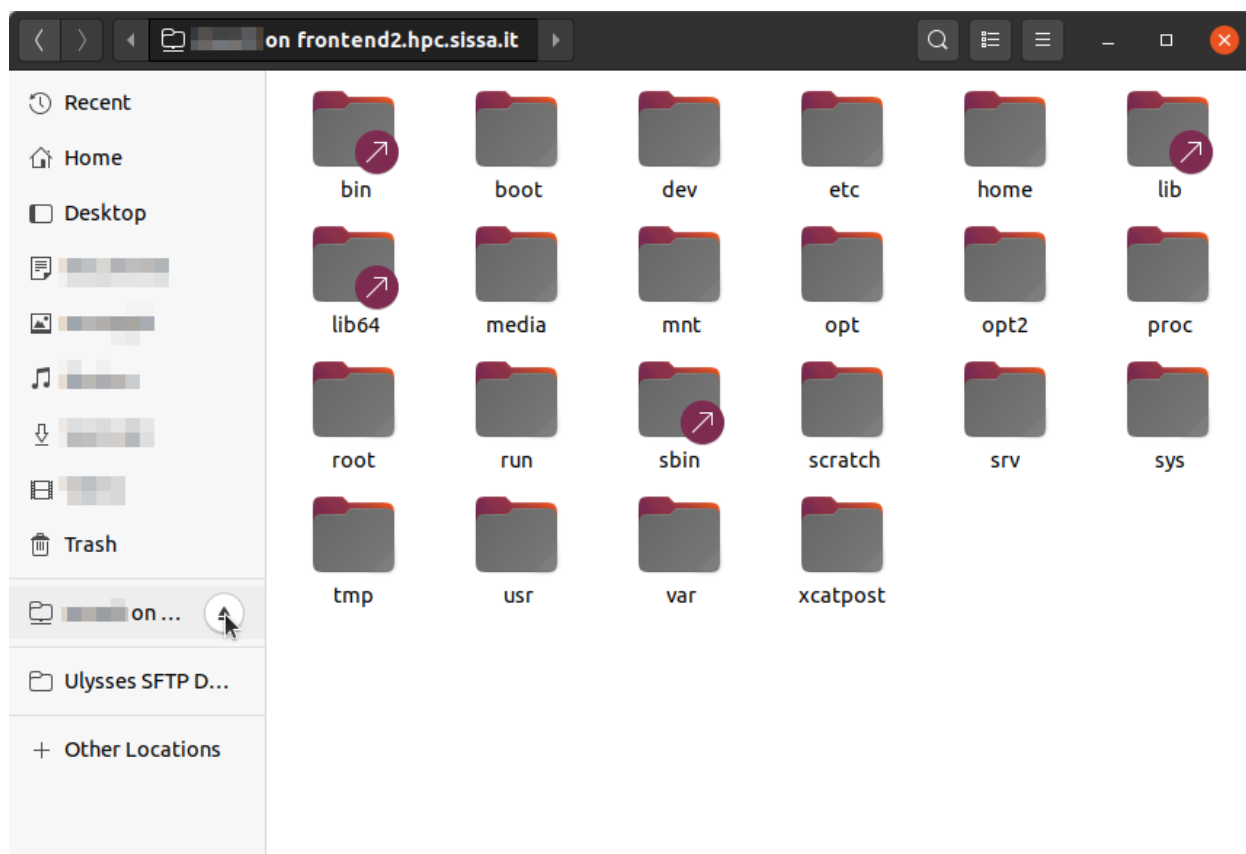 on frontend2.hpc.sissa.it
Recent
Home
Desktop
Trash
on ...
Ulysses SFTP D...
+ Other Locations
bin boot dev etc home lib
lib64 media mnt opt opt2 proc
root run sbin scratch srv sys
tmp usr var xcatpost